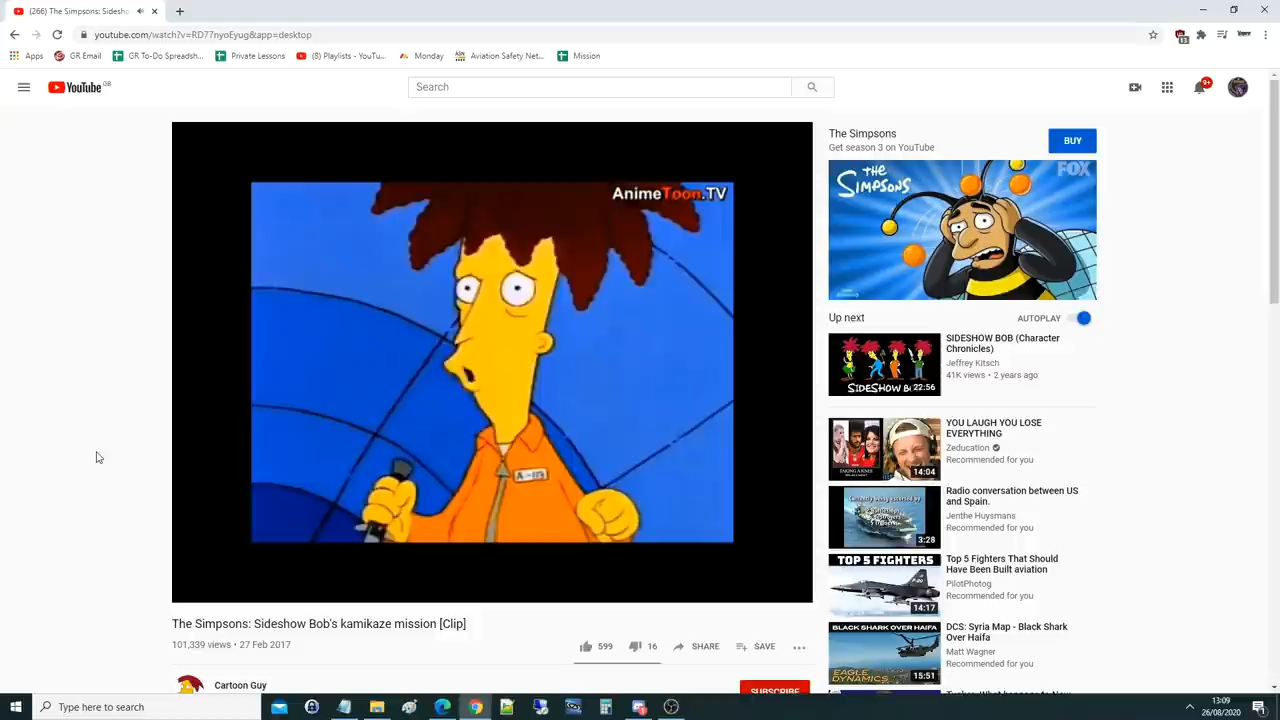 (266) The Simpsons: Sidesh
youtube.com/watch?v=RD77nyoEyug&app=desktop
Apps GR Email GR To-Do Spreadsh... Private Lessons (8) Playlists - YouTu... Monday Aviation Safety Net... Mission
YouTube GB
Search
9+
AnimeToon.TV
The Simpsons
Get season 3 on YouTube
BUY
THE SIMPSONS
FOX
Up next
AUTOPLAY
SIDESHOW BOB (Character
Chronicles)
Jeffrey Kitsch
41K views • 2 years ago
22:56
YOU LAUGH YOU LOSE
EVERYTHING
Zeducation
Recommended for you
14:04
Radio conversation between US
and Spain.
Jenthe Huysmans
Recommended for you
3:28
TOP 5 FIGHTERS
Top 5 Fighters That Should
Have Been Built aviation
PilotPhotog
Recommended for you
14:17
BLACK SHARK OVER HAIFA
EAGLE DYNAMICS
DCS: Syria Map - Black Shark
Over Haifa
Matt Wagner
Recommended for you
15:51
The Simpsons: Sideshow Bob's kamikaze mission [Clip]
101,339 views • 27 Feb 2017
599 16 SHARE SAVE
Cartoon Guy
SUBSCRIBE
Type here to search
13:09
26/08/2020